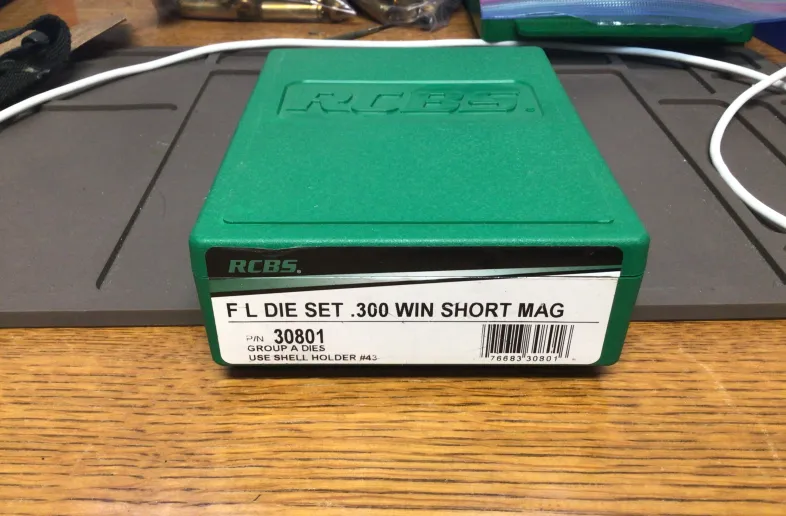 RCBS.
RCBS.
F L DIE SET .300 WIN SHORT MAG
P/N 30801
GROUP A DIES
USE SHELL HOLDER #43
76683 30801